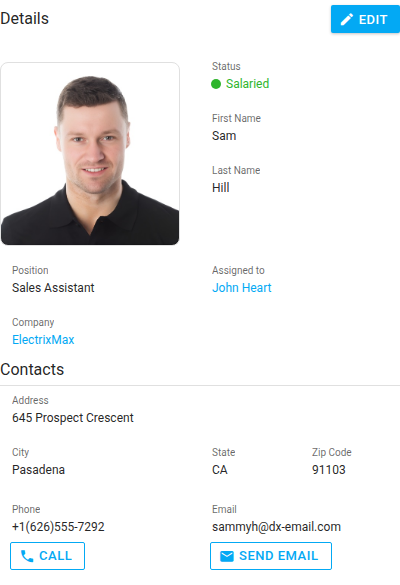 Details
EDIT
Status
Salaried
First Name
Sam
Last Name
Hill
Position
Assigned to
Sales Assistant
John Heart
Company
ElectrixMax
Contacts
Address
645 Prospect Crescent
City
State
Zip Code
Pasadena
CA
91103
Phone
Email
+1(626)555-7292
sammyh@dx-email.com
CALL
SEND EMAIL